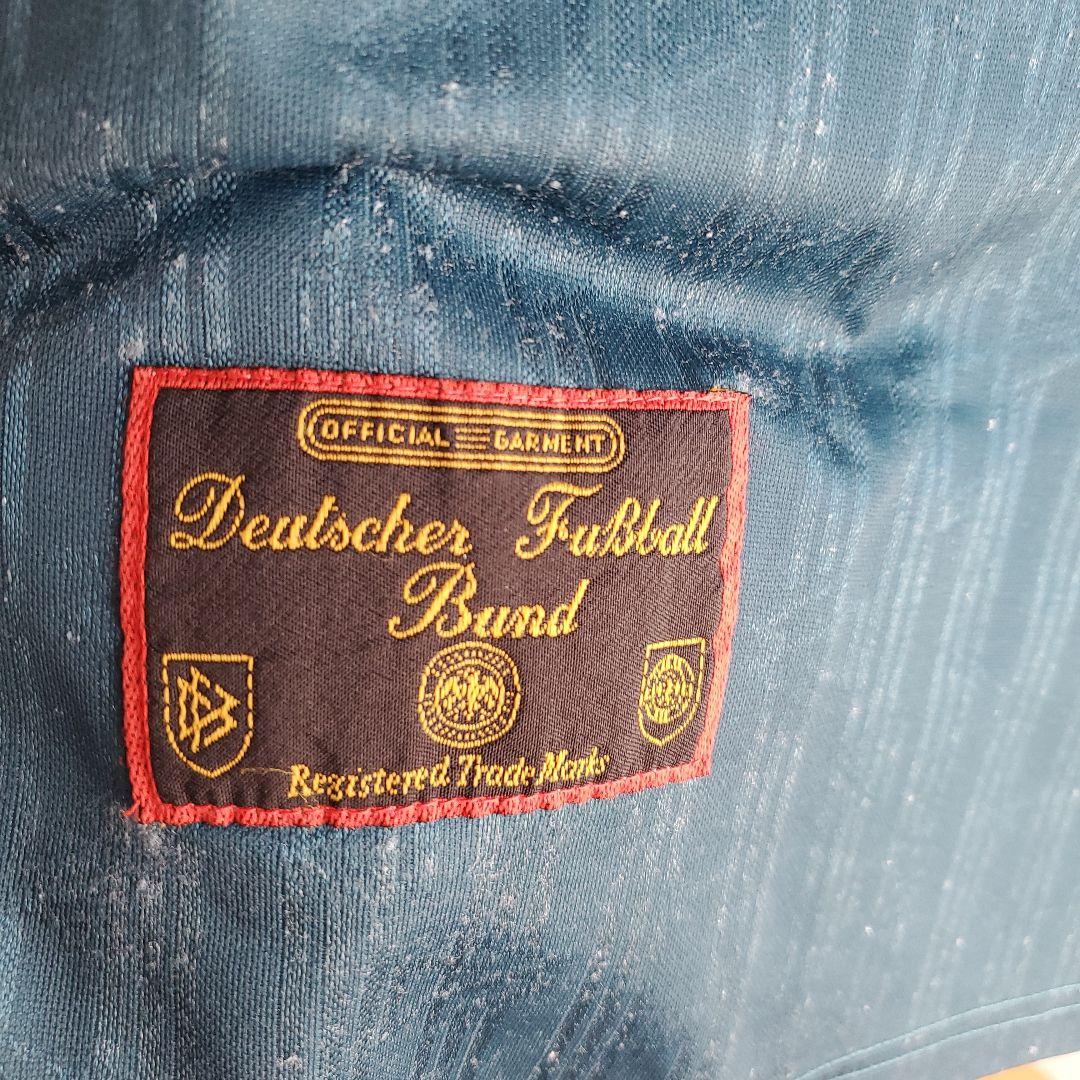 OFFICIAL GARMENT
Deutscher Fußball
Bund
Registered Trade Marks